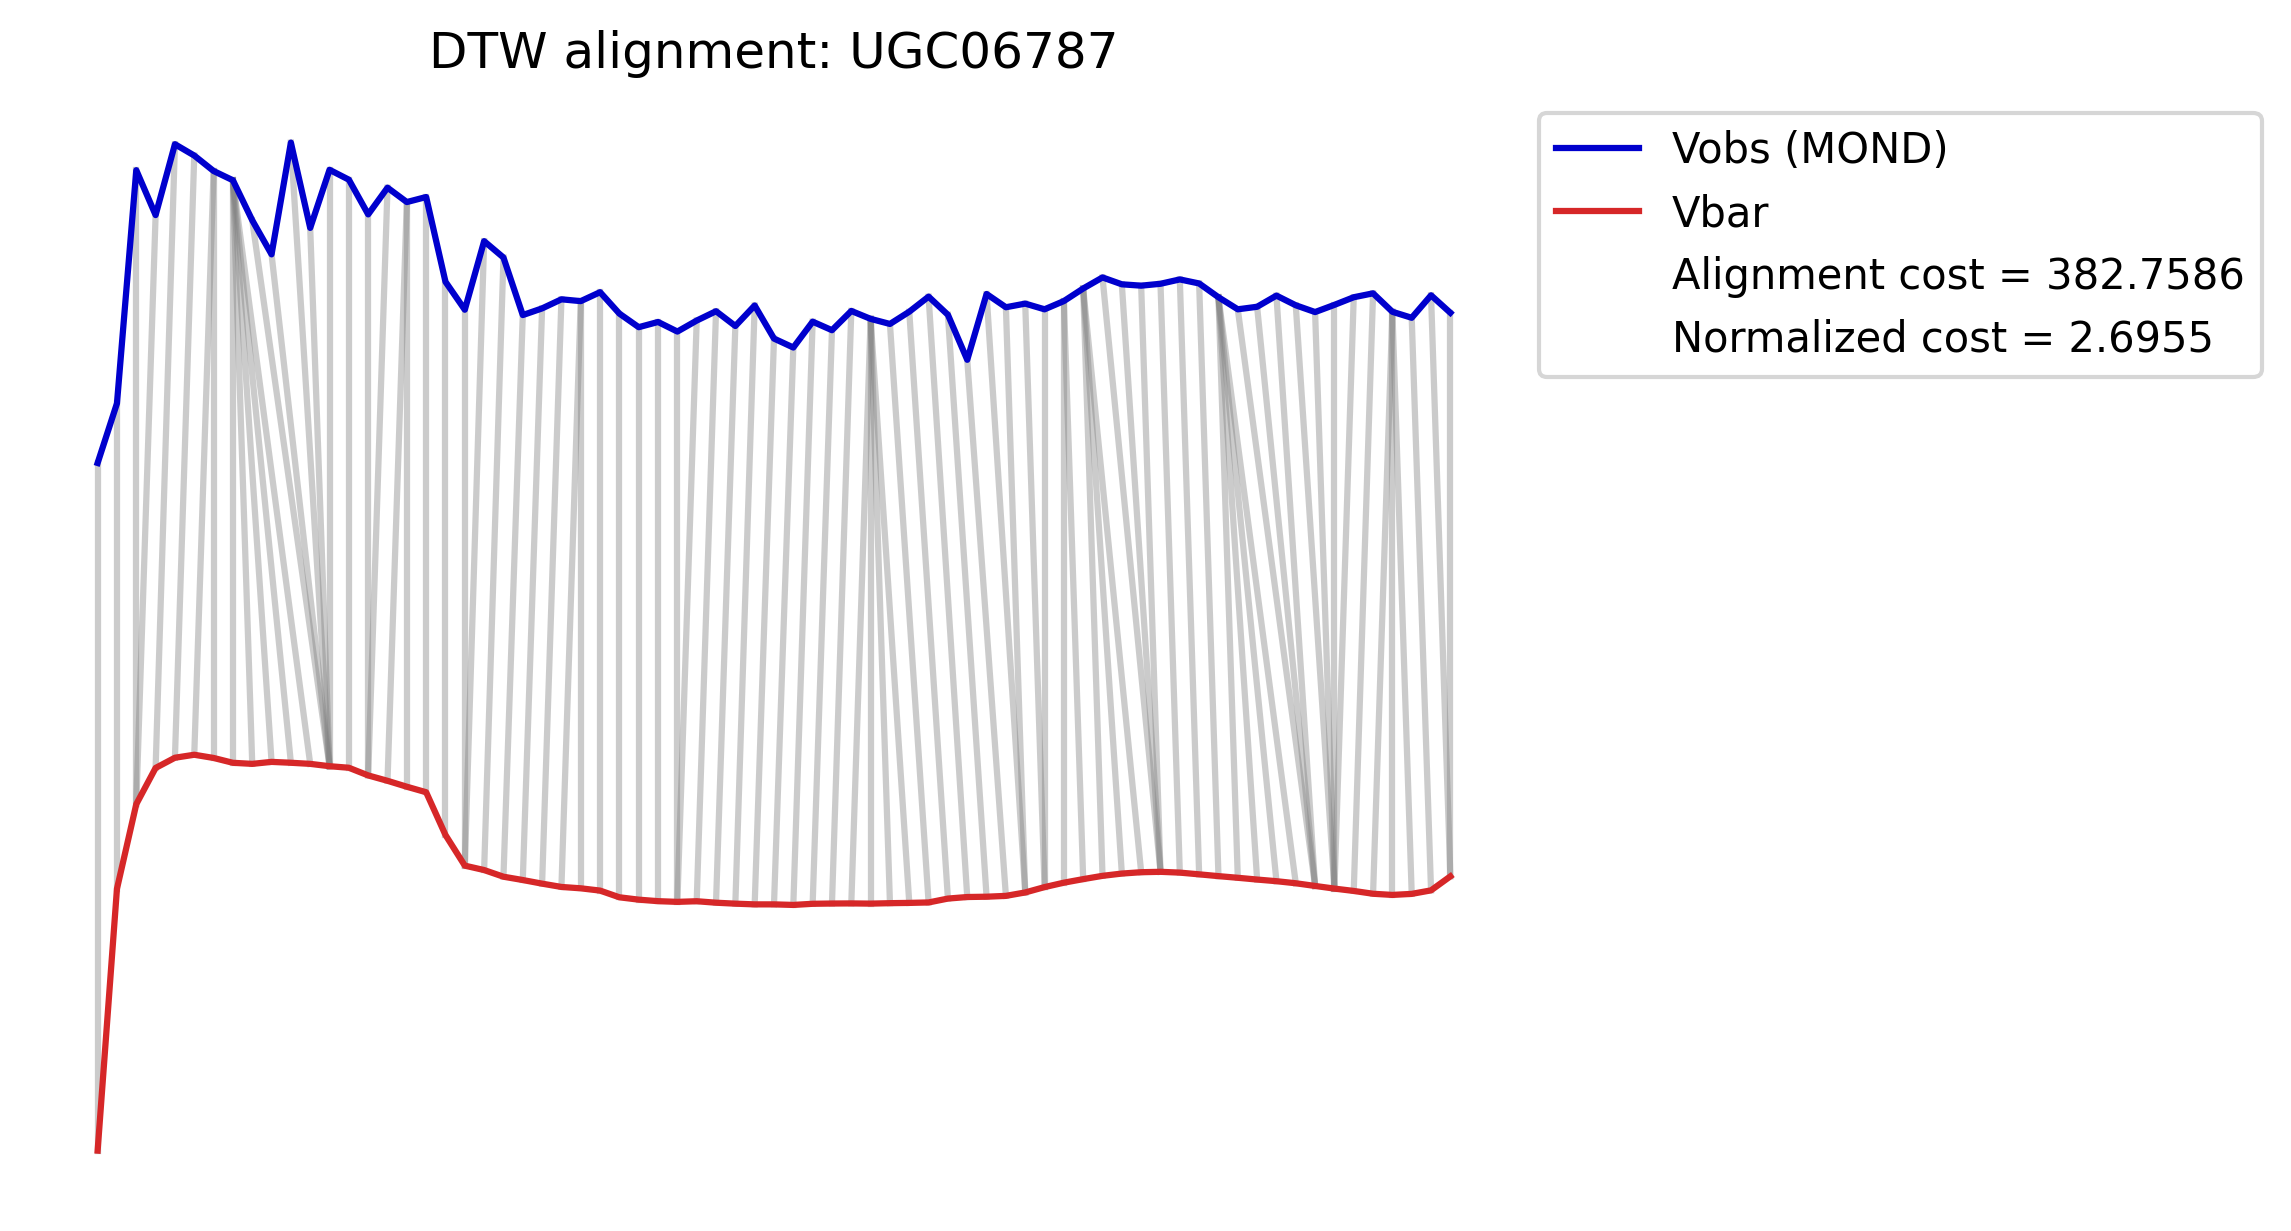 DTW alignment: UGC06787
Vobs (MOND)
Vbar
Alignment cost = 382.7586
Normalized cost = 2.6955